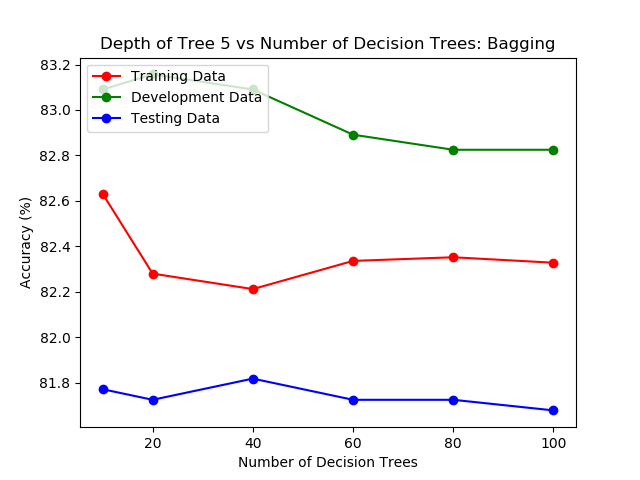 Depth of Tree 5 vs Number of Decision Trees: Bagging
83.2
83.0
82.8
82.6
82.4
82.2
82.0
81.8
Accuracy (%)
Training Data
Development Data
Testing Data
20 40 60 80 100
Number of Decision Trees